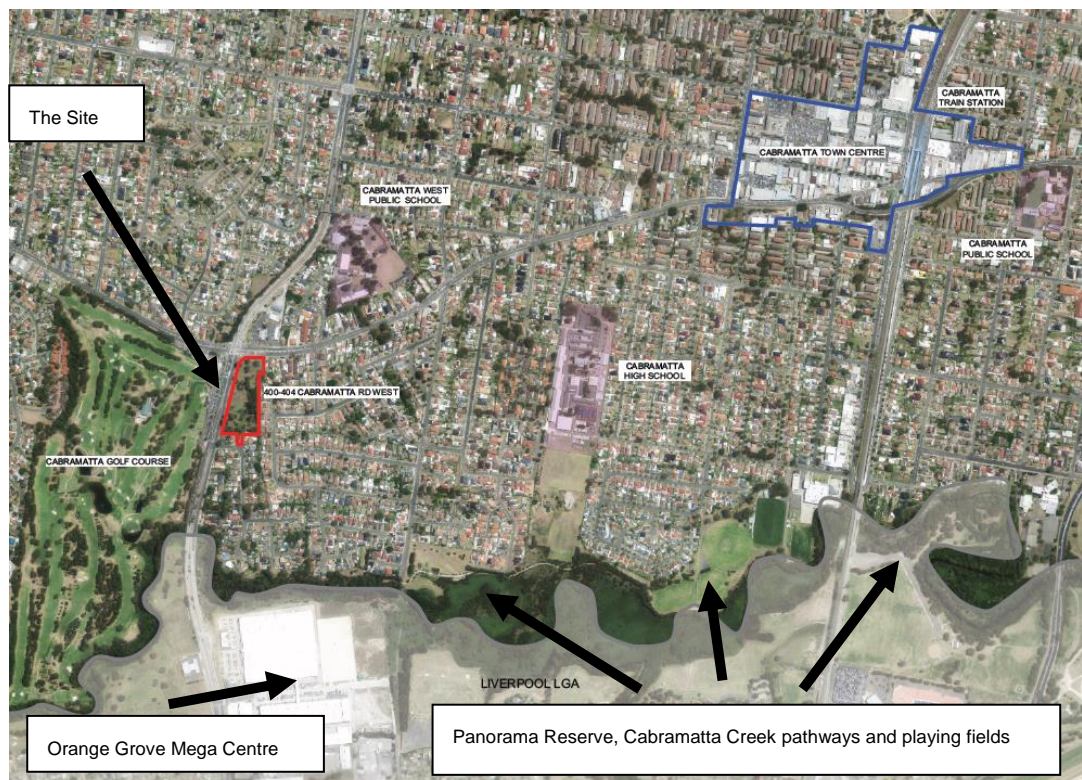 The Site
CABRAMATTA
TRAIN STATION
CABRAMATTA TOWN CENTRE
CABRAMATTA WEST
PUBLIC SCHOOL
CABRAMATTA
PUBLIC SCHOOL
CABRAMATTA
HIGH SCHOOL
400-404 CABRAMATTA RD WEST
CABRAMATTA GOLF COURSE
LIVERPOOL LGA
Orange Grove Mega Centre
Panorama Reserve, Cabramatta Creek pathways and playing fields